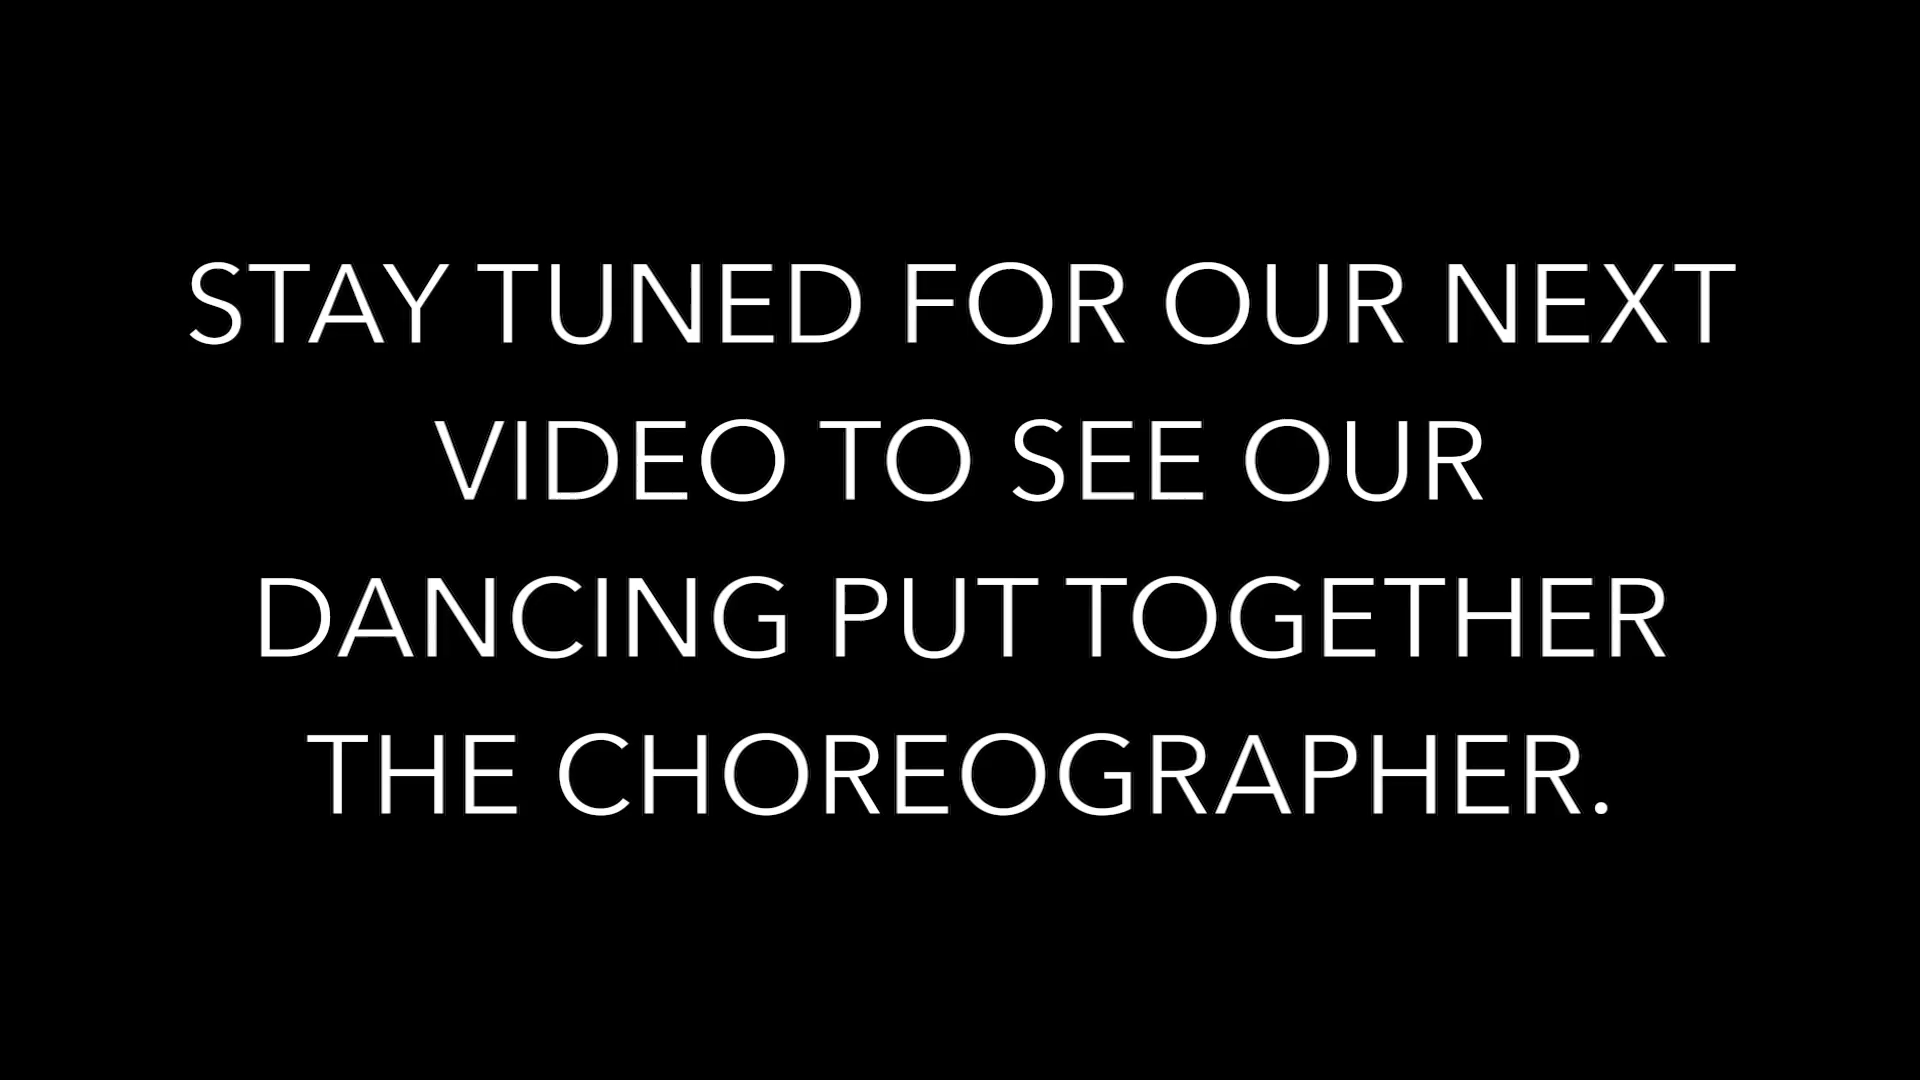 STAY TUNED FOR OUR NEXT
VIDEO TO SEE OUR
DANCING PUT TOGETHER
THE CHOREOGRAPHER.